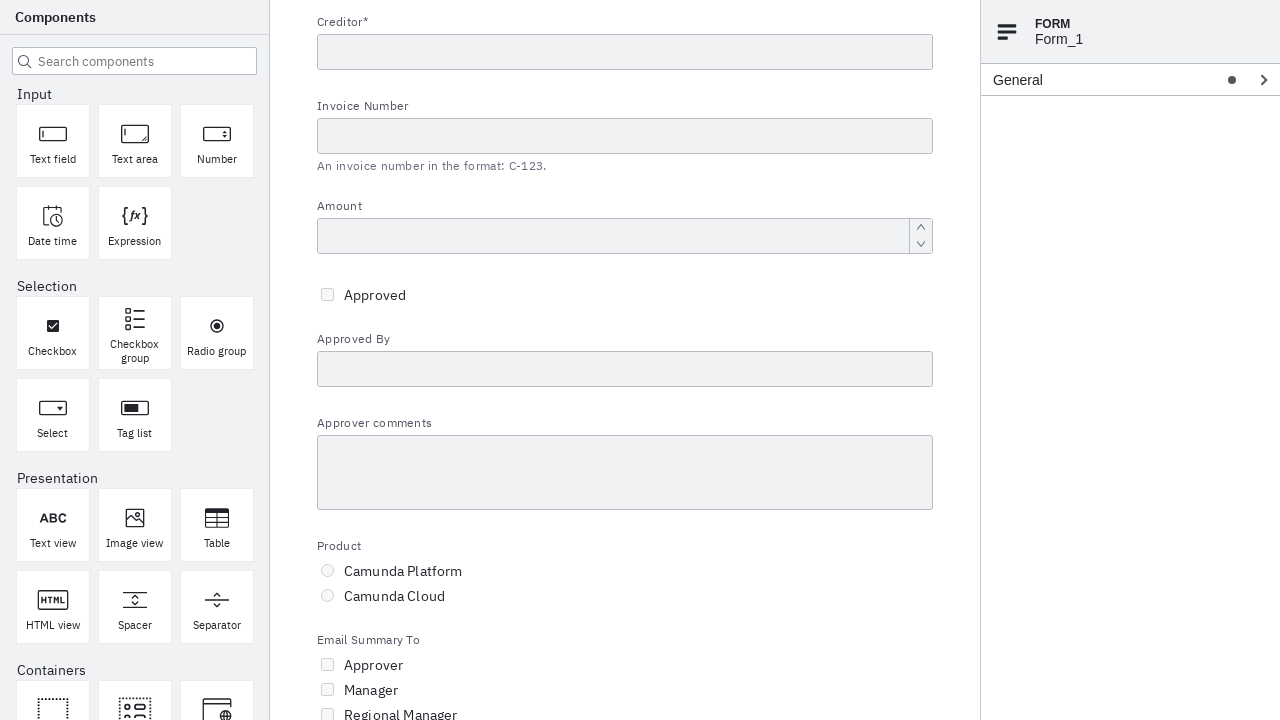 Components
Search components
Input
Text field
Text area
Number
Date time
{fx}
Expression
Selection
Checkbox
Checkbox group
Radio group
Select
Tag list
Presentation
ABC
Text view
Image view
Table
HTML
HTML view
Spacer
Separator
Containers
Creditor*
Invoice Number
An invoice number in the format: C-123.
Amount
Approved
Approved By
Approver comments
Product
Camunda Platform
Camunda Cloud
Email Summary To
Approver
Manager
Regional Manager
FORM
Form_1
General